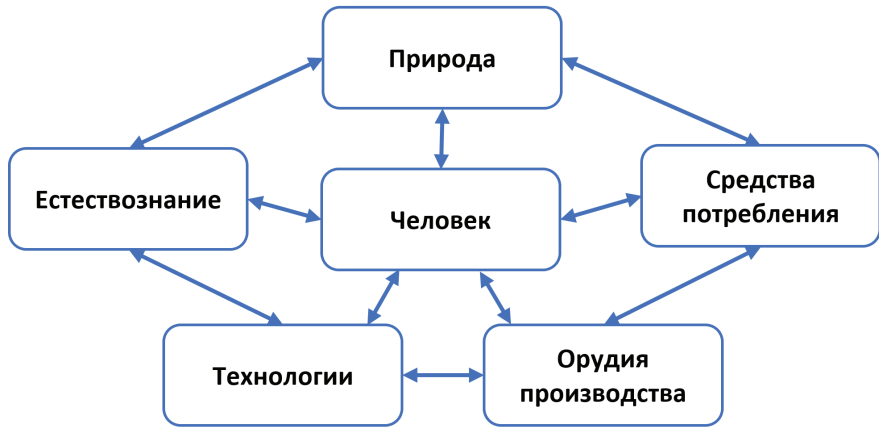 Природа
Естествознание
Человек
Средства
потребления
Технологии
Орудия
производства